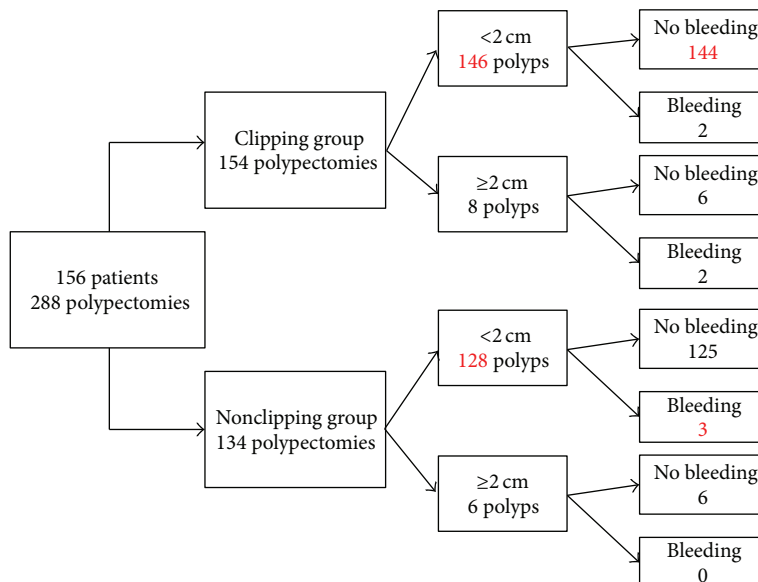 156 patients
288 polypectomies
Clipping group
154 polypectomies
<2 cm
146 polyps
No bleeding
144
Bleeding
2
≥2 cm
8 polyps
No bleeding
6
Bleeding
2
Nonclipping group
134 polypectomies
<2 cm
128 polyps
No bleeding
125
Bleeding
3
≥2 cm
6 polyps
No bleeding
6
Bleeding
0